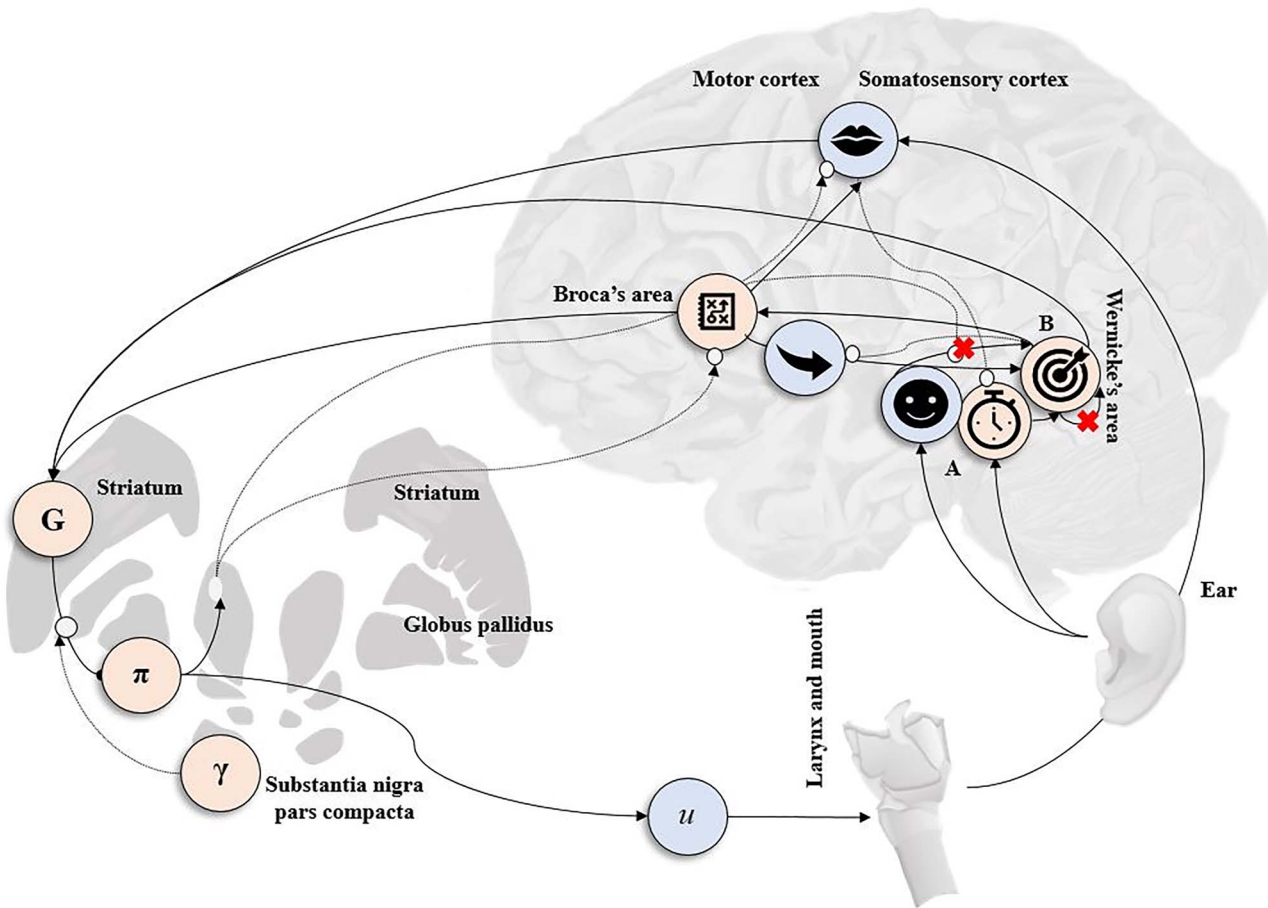 Motor cortex
Somatosensory cortex
Broca's area
B
Wernicke's area
A
Striatum
Striatum
G
Ear
Globus pallidus
π
Larynx and mouth
γ
Substantia nigra
pars compacta
u